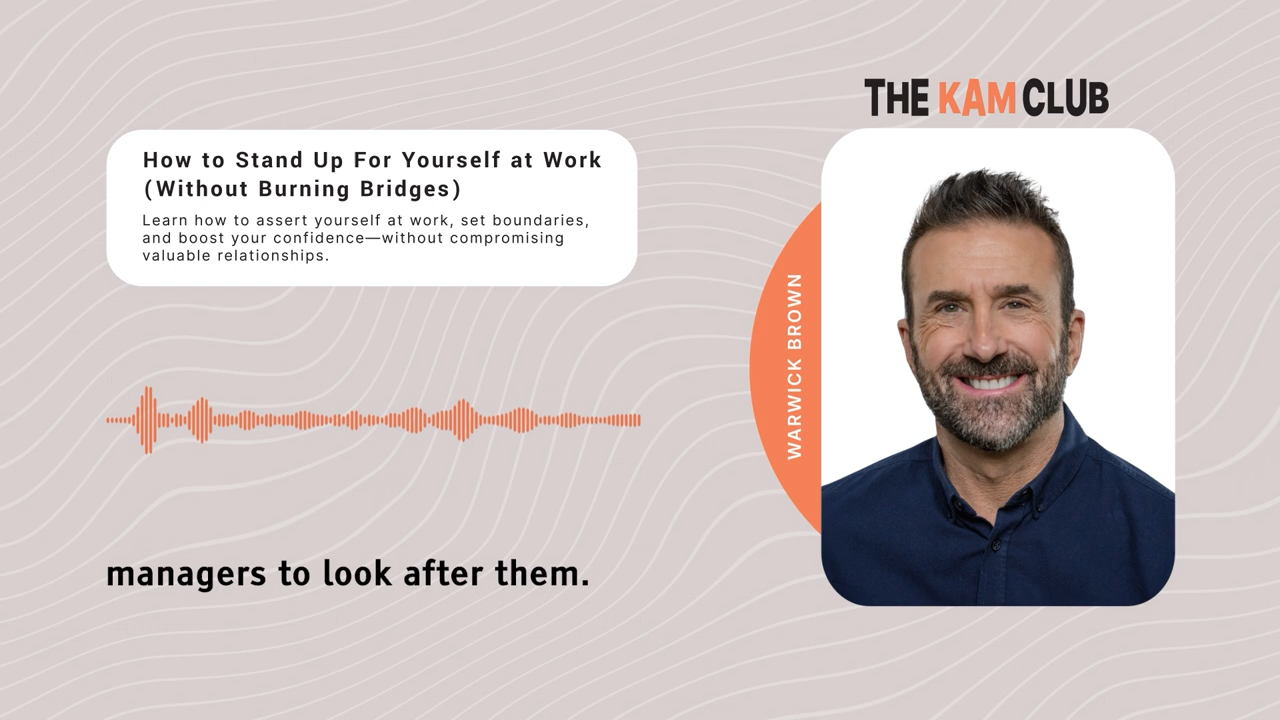 THE KAM CLUB
How to Stand Up For Yourself at Work
(Without Burning Bridges)
Learn how to assert yourself at work, set boundaries,
and boost your confidence—without compromising
valuable relationships.
WARWICK BROWN
managers to look after them.